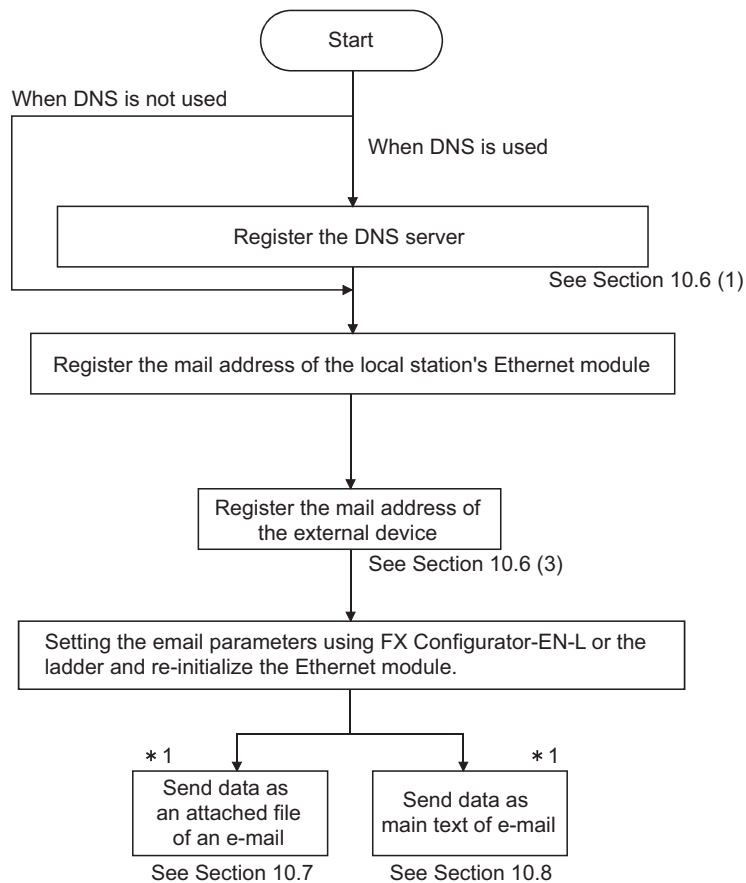 Start
When DNS is not used
When DNS is used
Register the DNS server
See Section 10.6 (1)
Register the mail address of the local station's Ethernet module
Register the mail address of
the external device
See Section 10.6 (3)
Setting the email parameters using FX Configurator-EN-L or the
ladder and re-initialize the Ethernet module.
*1
Send data as
an attached file
of an e-mail
See Section 10.7
*1
Send data as
main text of e-mail
See Section 10.8